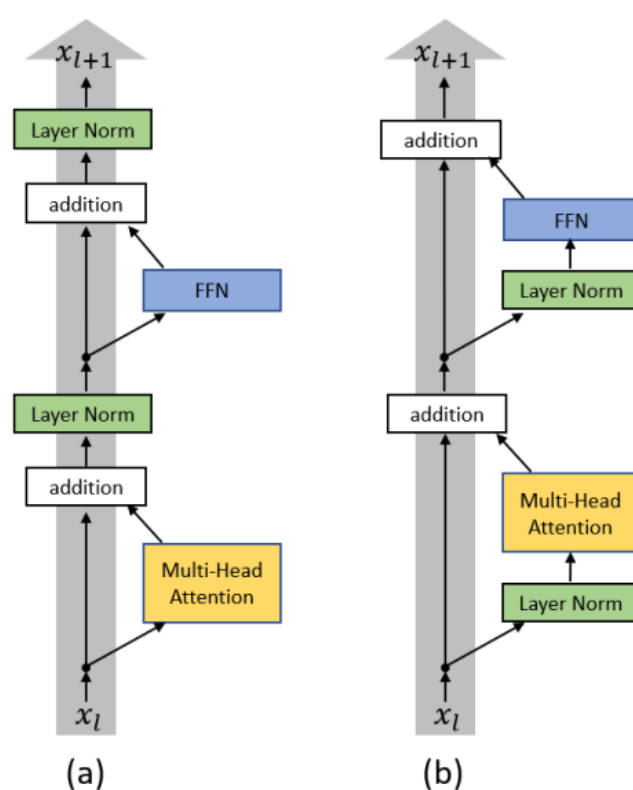 x_{l+1}
Layer Norm
addition
FFN
Layer Norm
addition
Multi-Head
Attention
x_l
(a)
x_{l+1}
addition
FFN
Layer Norm
addition
Multi-Head
Attention
Layer Norm
x_l
(b)